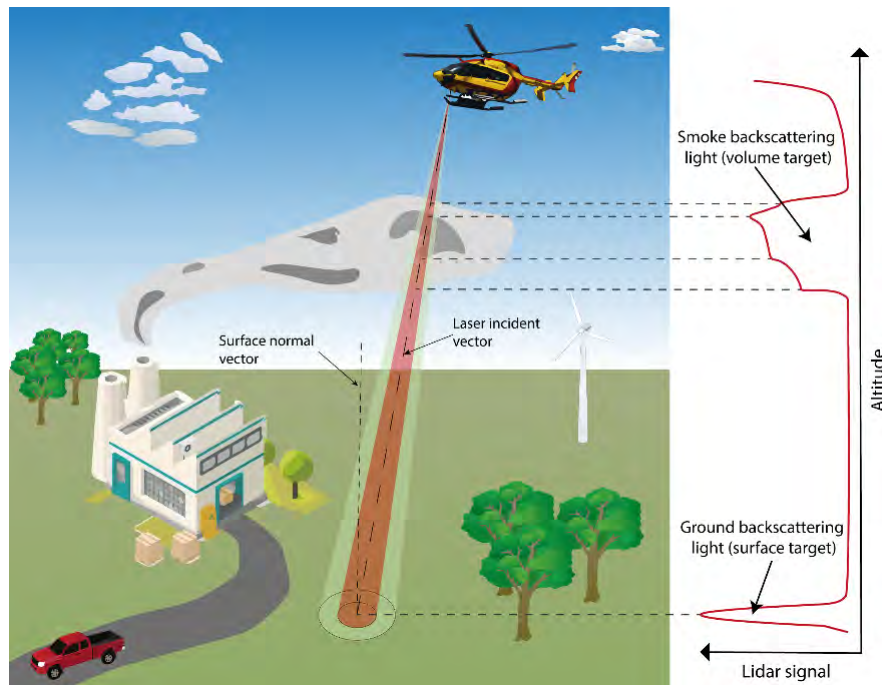 Smoke backscattering
light (volume target)
Surface normal
vector
Laser incident
vector
Altitude
Ground backscattering
light (surface target)
Lidar signal